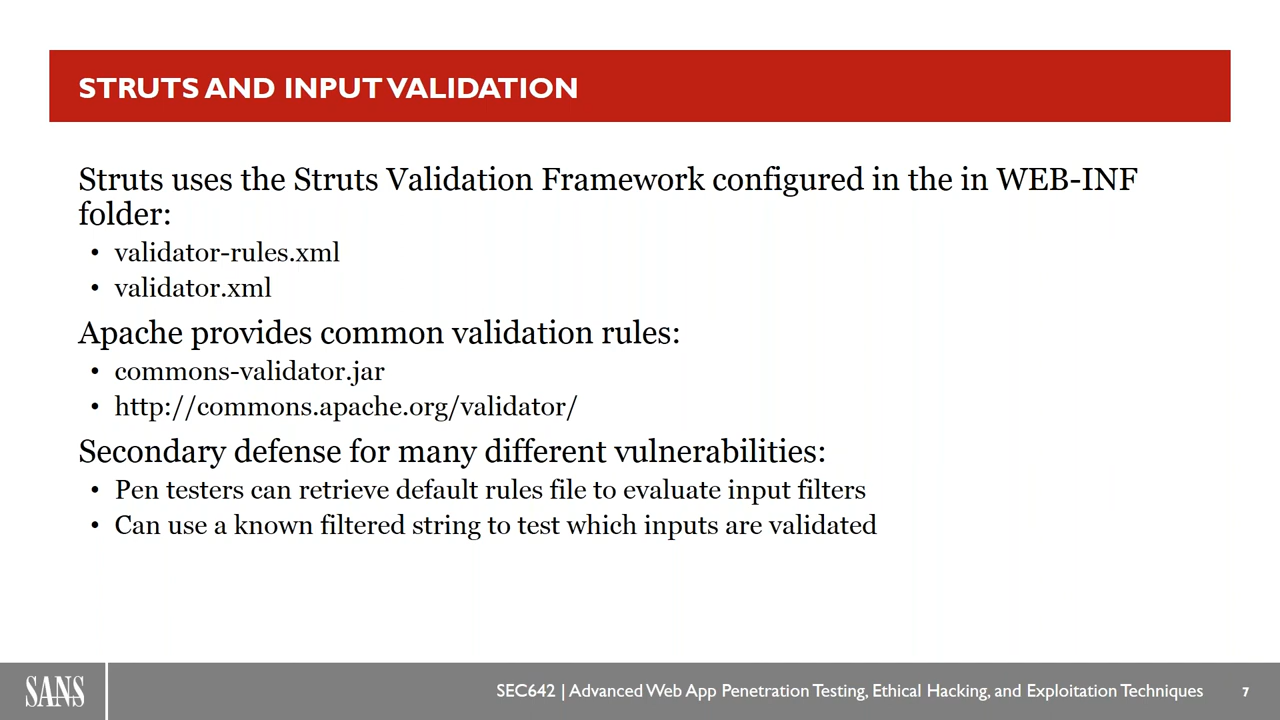 STRUTS AND INPUT VALIDATION
Struts uses the Struts Validation Framework configured in the in WEB-INF
folder:
• validator-rules.xml
• validator.xml
Apache provides common validation rules:
• commons-validator.jar
• http://commons.apache.org/validator/
Secondary defense for many different vulnerabilities:
• Pen testers can retrieve default rules file to evaluate input filters
• Can use a known filtered string to test which inputs are validated
SANS
SEC642 | Advanced Web App Penetration Testing, Ethical Hacking, and Exploitation Techniques
7